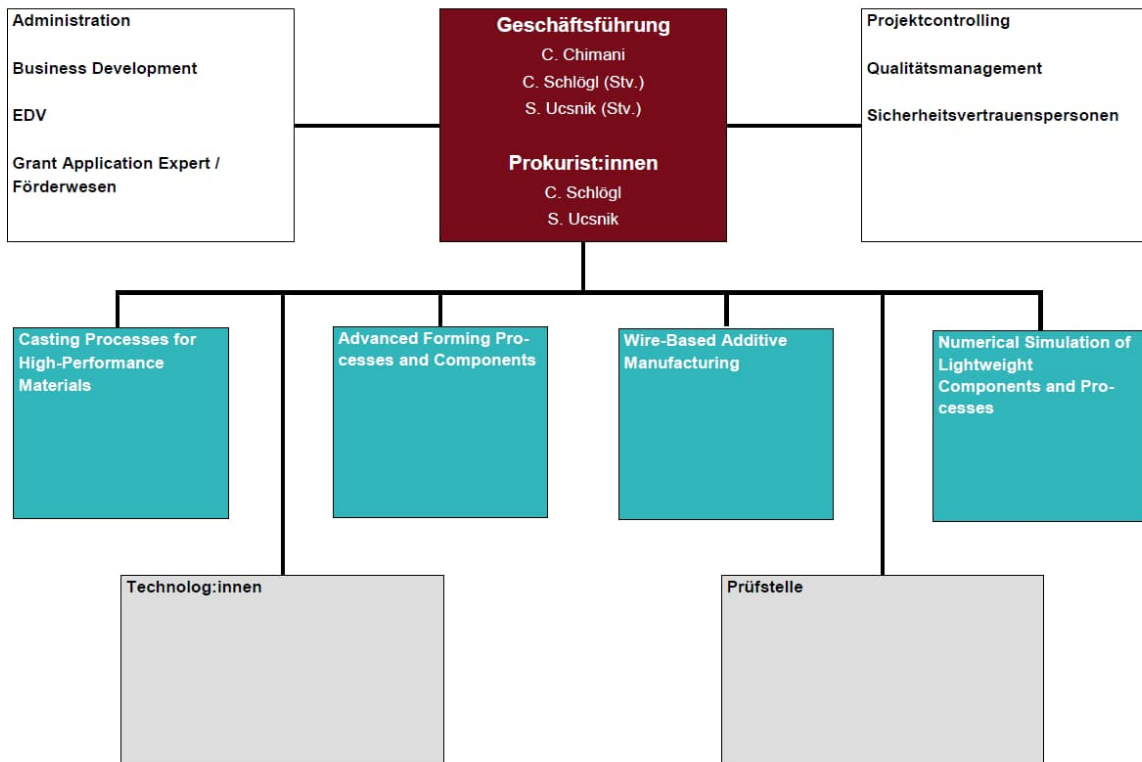 Administration
Business Development
EDV
Grant Application Expert /
Förderwesen
Geschäftsführung
C. Chimani
C. Schlögl (Stv.)
S. Ucsnik (Stv.)
Prokurist:innen
C. Schlögl
S. Ucsnik
Projektcontrolling
Qualitätsmanagement
Sicherheitsvertrauenspersonen
Casting Processes for
High-Performance
Materials
Advanced Forming Pro-
cesses and Components
Wire-Based Additive
Manufacturing
Numerical Simulation of
Lightweight
Components and Pro-
cesses
Technolog:innen
Prüfstelle